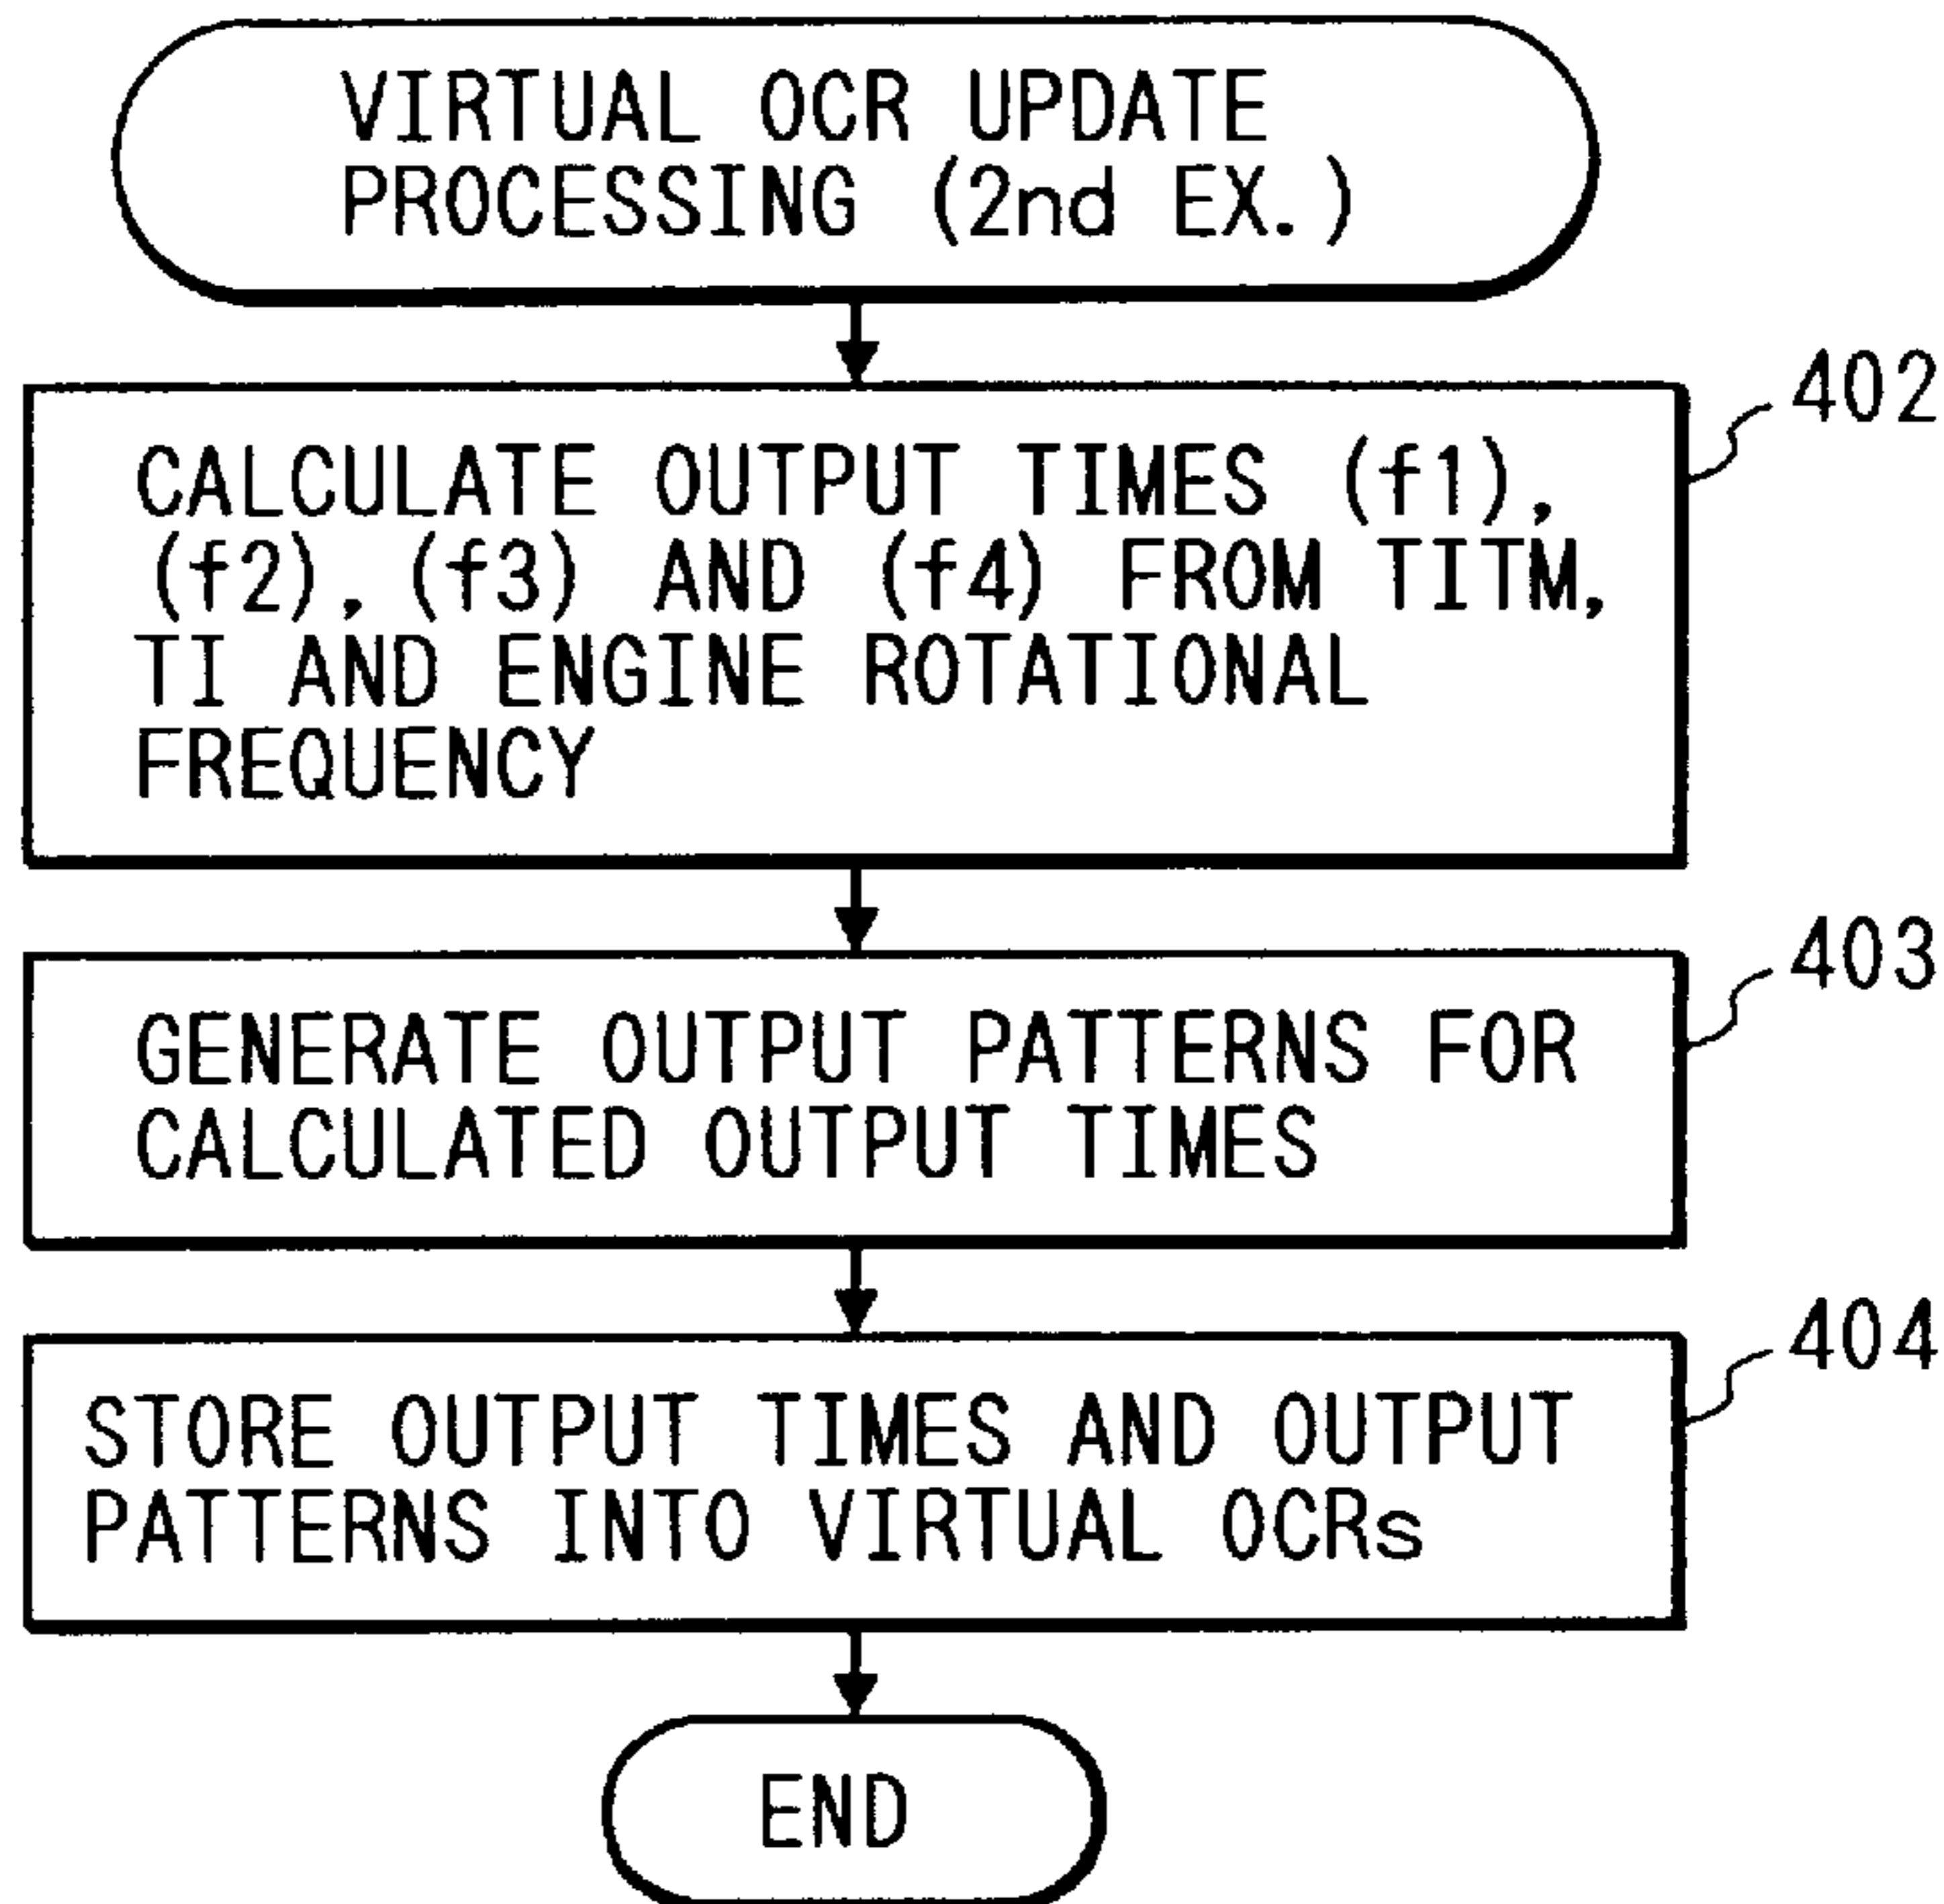 VIRTUAL OCR UPDATE
PROCESSING (2nd EX.)
402
CALCULATE OUTPUT TIMES (f1),
(f2), (f3) AND (f4) FROM TITM,
TI AND ENGINE ROTATIONAL
FREQUENCY
403
GENERATE OUTPUT PATTERNS FOR
CALCULATED OUTPUT TIMES
404
STORE OUTPUT TIMES AND OUTPUT
PATTERNS INTO VIRTUAL OCRs
END